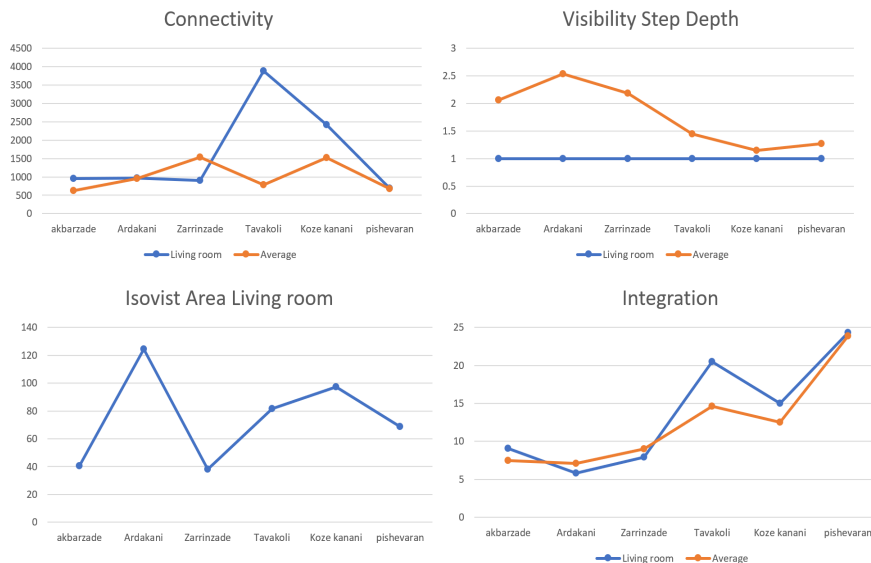 Connectivity
4500
4000
3500
3000
2500
2000
1500
1000
500
0
akbarzade Ardakani Zarrinzade Tavakoli Koze kanani pishevaran
Living room Average
Visibility Step Depth
3
2.5
2
1.5
1
0.5
0
akbarzade Ardakani Zarrinzade Tavakoli Koze kanani pishevaran
Living room Average
Isovist Area Living room
140
120
100
80
60
40
20
0
akbarzade Ardakani Zarrinzade Tavakoli Koze kanani pishevaran
Integration
25
20
15
10
5
0
akbarzade Ardakani Zarrinzade Tavakoli Koze kanani pishevaran
Living room Average